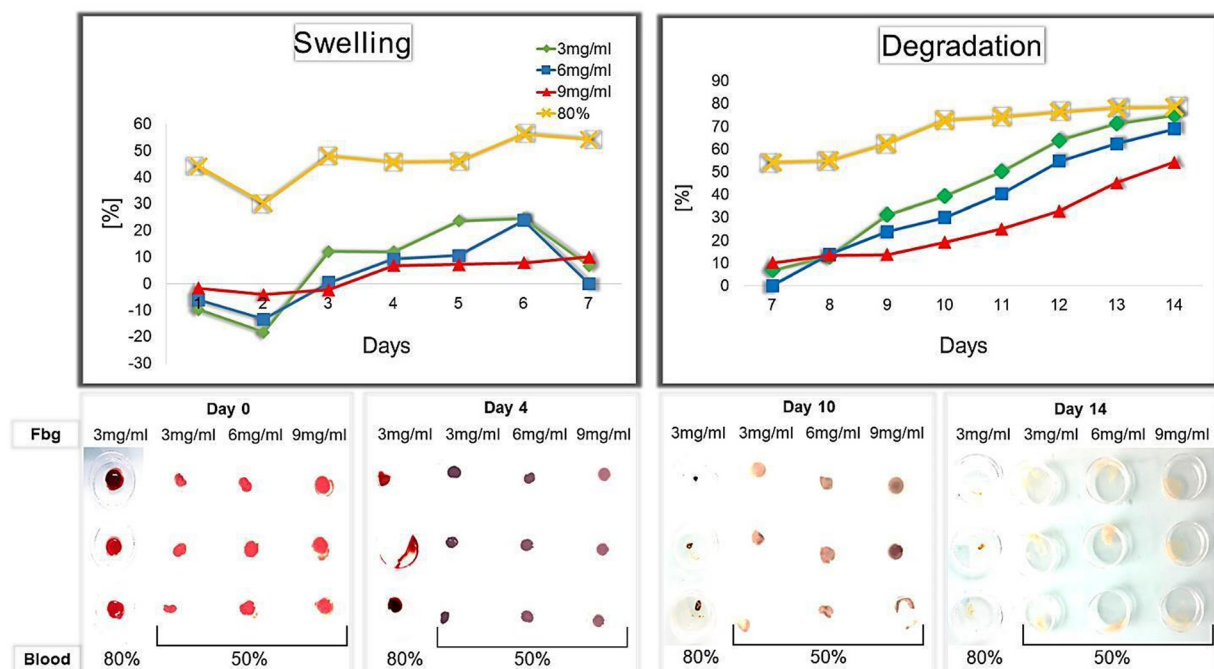 Swelling
3mg/ml
6mg/ml
9mg/ml
80%
60
50
40
30
20
10
0
-10
-20
-30
[%]
1 2 3 4 5 6 7
Days
Degradation
90
80
70
60
50
40
30
20
10
0
[%]
7 8 9 10 11 12 13 14
Days
Day 0 Day 4 Day 10 Day 14
Fbg 3mg/ml 3mg/ml 6mg/ml 9mg/ml 3mg/ml 3mg/ml 6mg/ml 9mg/ml 3mg/ml 3mg/ml 6mg/ml 9mg/ml 3mg/ml 3mg/ml 6mg/ml 9mg/ml
Blood 80% 50% 80% 50% 80% 50% 80% 50%